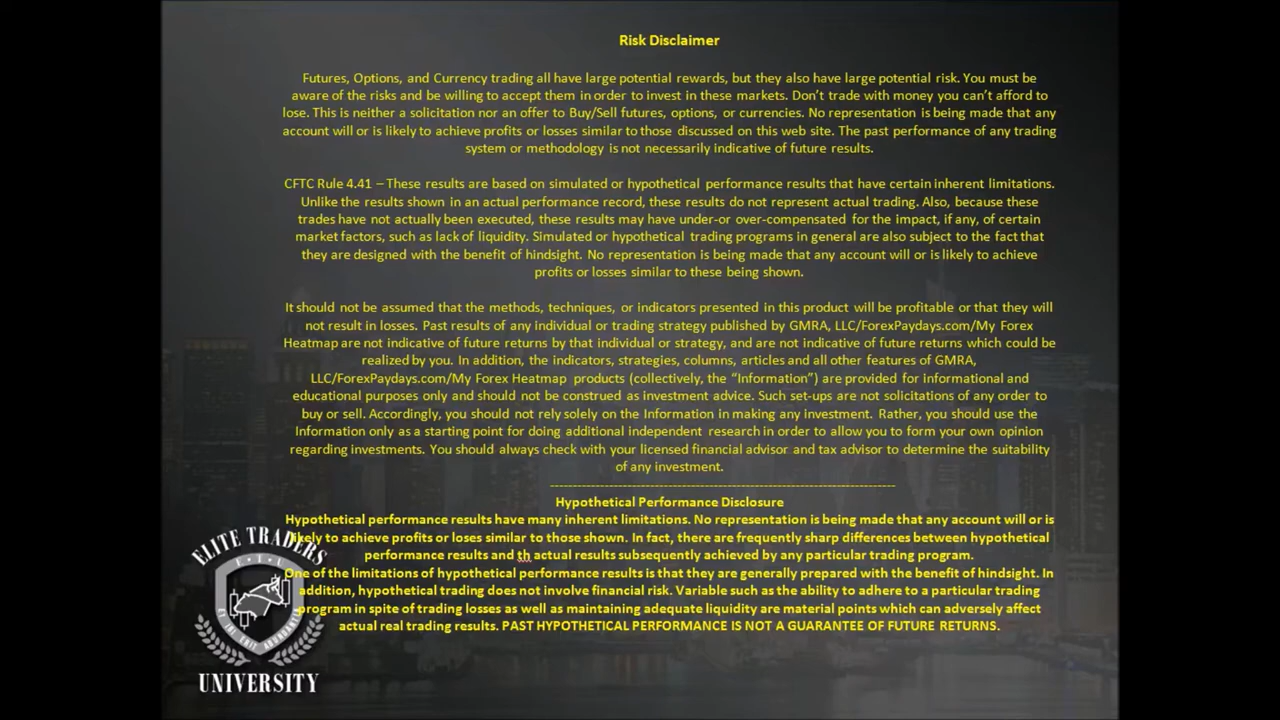 Risk Disclaimer
Futures, Options, and Currency trading all have large potential rewards, but they also have large potential risk. You must be
aware of the risks and be willing to accept them in order to invest in these markets. Don't trade with money you can't afford to
lose. This is neither a solicitation nor an offer to Buy/Sell futures, options, or currencies. No representation is being made that any
account will or is likely to achieve profits or losses similar to those discussed on this web site. The past performance of any trading
system or methodology is not necessarily indicative of future results.
CFTC Rule 4.41 – These results are based on simulated or hypothetical performance results that have certain inherent limitations.
Unlike the results shown in an actual performance record, these results do not represent actual trading. Also, because these
trades have not actually been executed, these results may have under-or over-compensated for the impact, if any, of certain
market factors, such as lack of liquidity. Simulated or hypothetical trading programs in general are also subject to the fact that
they are designed with the benefit of hindsight. No representation is being made that any account will or is likely to achieve
profits or losses similar to these being shown.
It should not be assumed that the methods, techniques, or indicators presented in this product will be profitable or that they will
not result in losses. Past results of any individual or trading strategy published by GMRA, LLC/ForexPaydays.com/My Forex
Heatmap are not indicative of future returns by that individual or strategy, and are not indicative of future returns which could be
realized by you. In addition, the indicators, strategies, columns, articles and all other features of GMRA,
LLC/ForexPaydays.com/My Forex Heatmap products (collectively, the “Information”) are provided for informational and
educational purposes only and should not be construed as investment advice. Such set-ups are not solicitations of any order to
buy or sell. Accordingly, you should not rely solely on the Information in making any investment. Rather, you should use the
Information only as a starting point for doing additional independent research in order to allow you to form your own opinion
regarding investments. You should always check with your licensed financial advisor and tax advisor to determine the suitability
of any investment.
--------------------------------------------------------------------------------
Hypothetical Performance Disclosure
Hypothetical performance results have many inherent limitations. No representation is being made that any account will or is
likely to achieve profits or loses similar to those shown. In fact, there are frequently sharp differences between hypothetical
performance results and th actual results subsequently achieved by any particular trading program.
One of the limitations of hypothetical performance results is that they are generally prepared with the benefit of hindsight. In
addition, hypothetical trading does not involve financial risk. Variable such as the ability to adhere to a particular trading
program in spite of trading losses as well as maintaining adequate liquidity are material points which can adversely affect
actual real trading results. PAST HYPOTHETICAL PERFORMANCE IS NOT A GUARANTEE OF FUTURE RETURNS.
ELITE TRADERS
E · T · U
UNIVERSITY